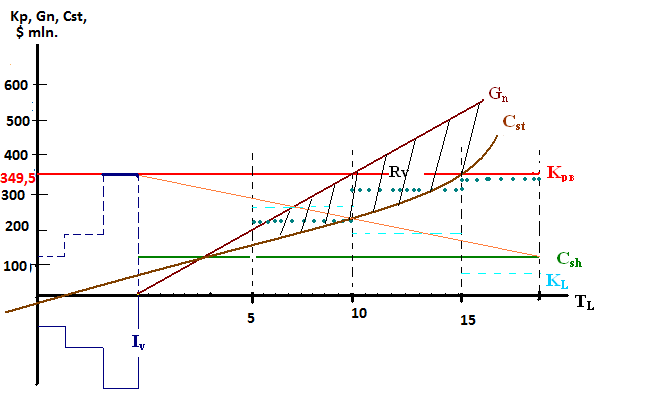 Kp, Gn, Cst,
$ mln.
600
500
400
349,5
300
200
100
Gn
Cst
Rv
KDB
Csh
KL
TL
5
10
15
Iv